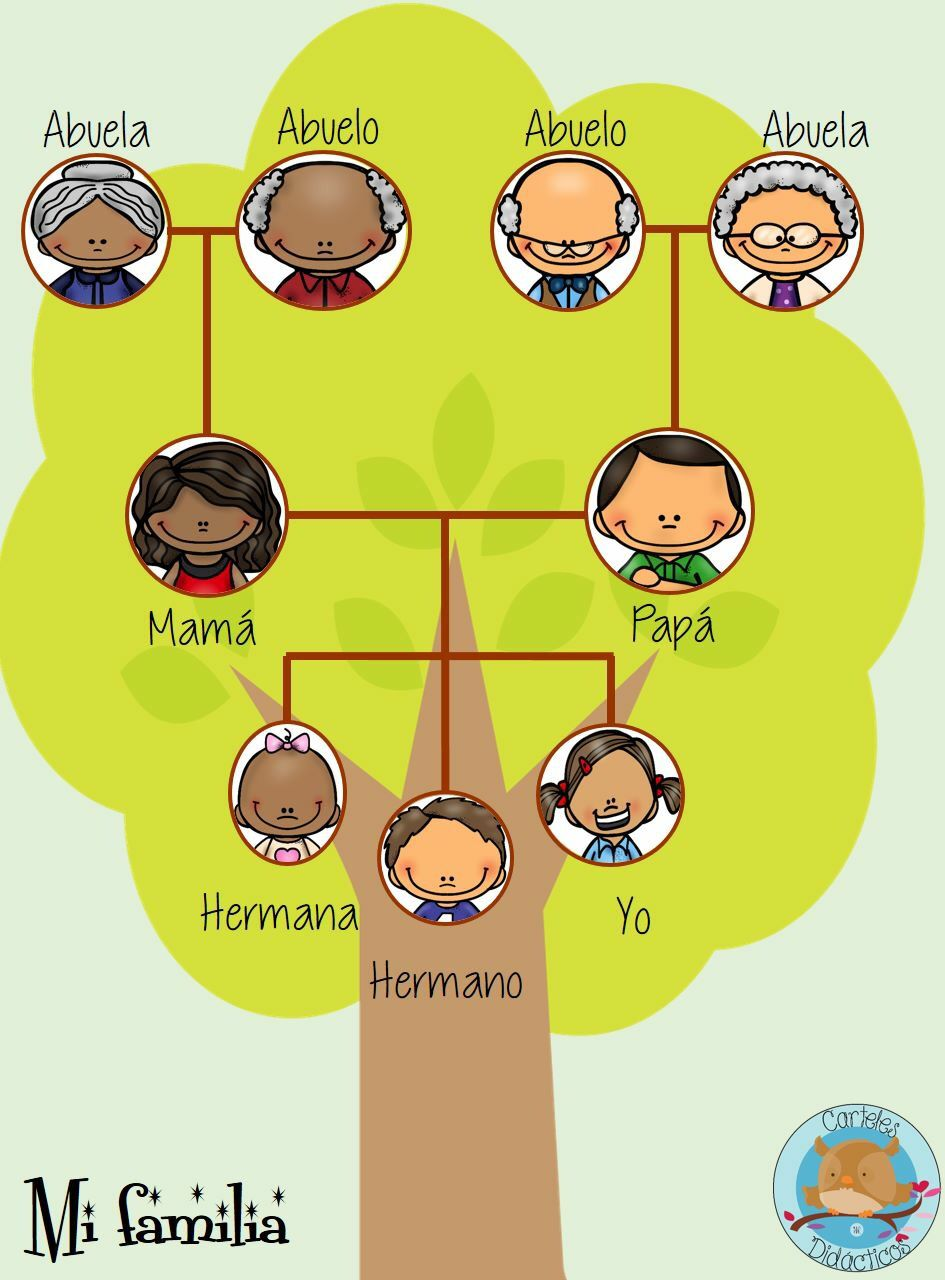 Abuela
Abuelo
Abuelo
Abuela
Mamá
Papá
Hermana
Yo
Hermano
Mi familia
Carteles
Didácticos